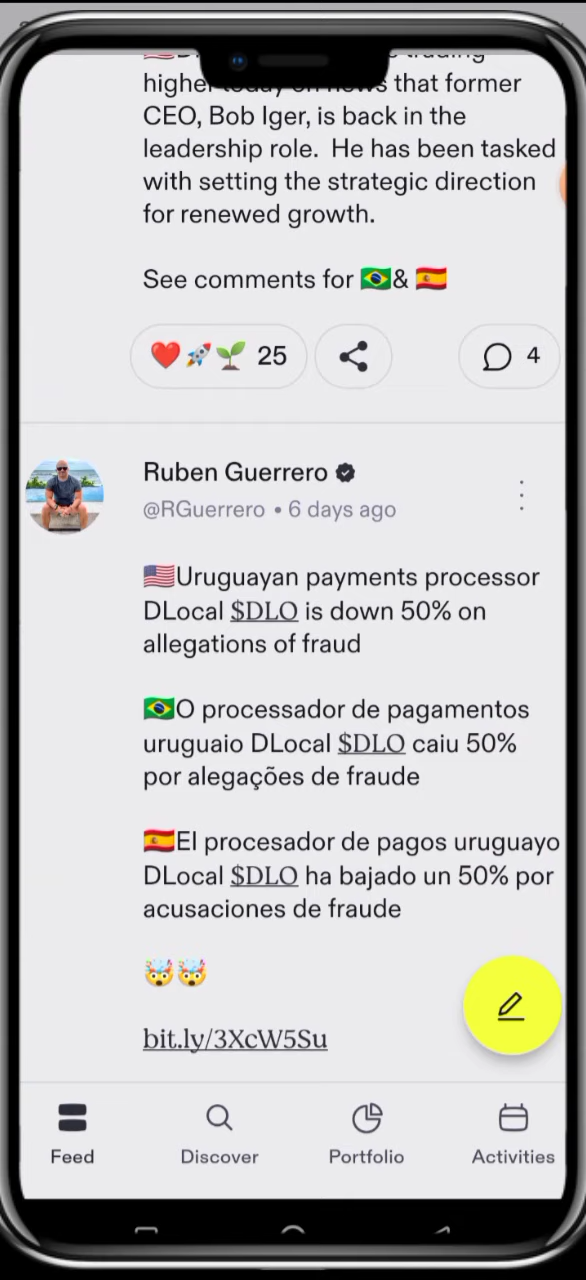 higher today on news that former
CEO, Bob Iger, is back in the
leadership role. He has been tasked
with setting the strategic direction
for renewed growth.
See comments for 🇧🇷& 🇪🇸
❤️🚀🌱 25
4
Ruben Guerrero
@RGuerrero • 6 days ago
🇺🇸Uruguayan payments processor
DLocal $DLO is down 50% on
allegations of fraud
🇧🇷O processador de pagamentos
uruguaio DLocal $DLO caiu 50%
por alegações de fraude
🇪🇸El procesador de pagos uruguayo
DLocal $DLO ha bajado un 50% por
acusaciones de fraude
🤯🤯
bit.ly/3XcW5Su
Feed Discover Portfolio Activities